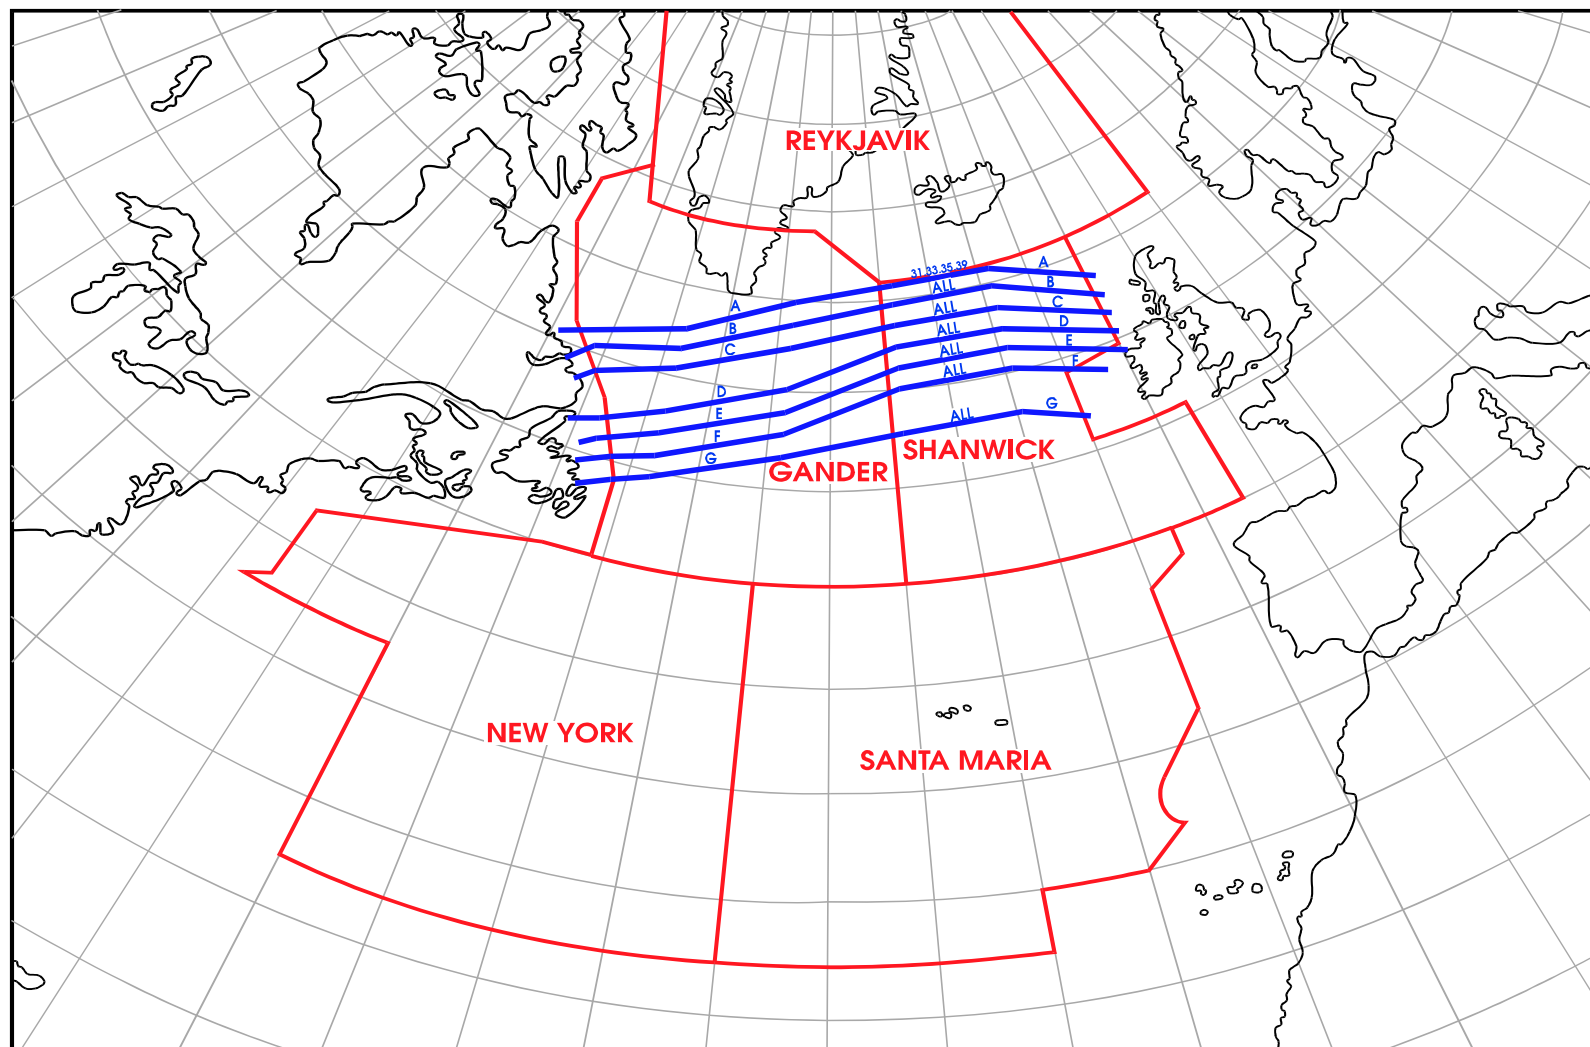 REYKJAVIK
31.33.35.39
A
ALL
B
A
ALL
C
B
ALL
D
C
ALL
E
ALL
F
D
E
F
G
ALL
G
SHANWICK
GANDER
NEW YORK
SANTA MARIA